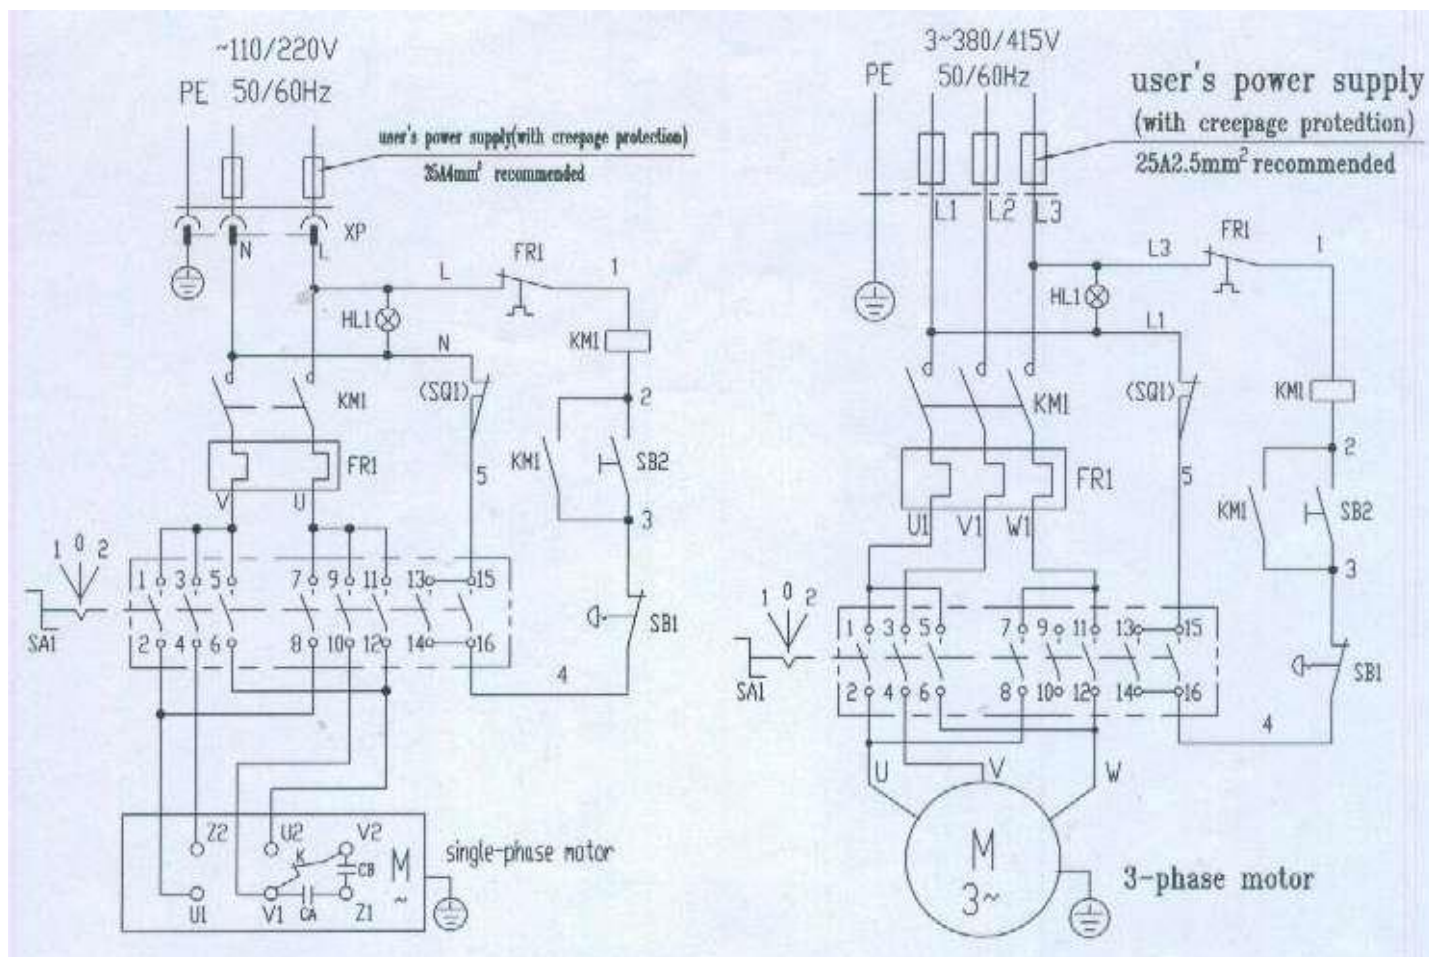 ~110/220V
PE 50/60Hz
user's power supply(with creepage protection)
35A4mm² recommended
XP
N
L
L
FR1
1
HL1
KM1
N
(SQ1)
2
KM1
FR1
KM1
SB2
5
V
U
3
1 0 2
1 3 5 7 9 11 13 15
SA1
2 4 6 8 10 12 14 16
SB1
4
Z2
U2
V2
K
CB
M
~
U1
V1
CA
Z1
single-phase motor
3~380/415V
PE 50/60Hz
user's power supply
(with creepage protedtion)
25A2.5mm² recommended
L1
L2
L3
L3
FR1
1
HL1
L1
KM1
(SQ1)
KM1
2
FR1
5
KM1
SB2
U1
V1
W1
3
1 0 2
1 3 5 7 9 11 13 15
SA1
2 4 6 8 10 12 14 16
SB1
4
U
V
W
M
3~
3-phase motor